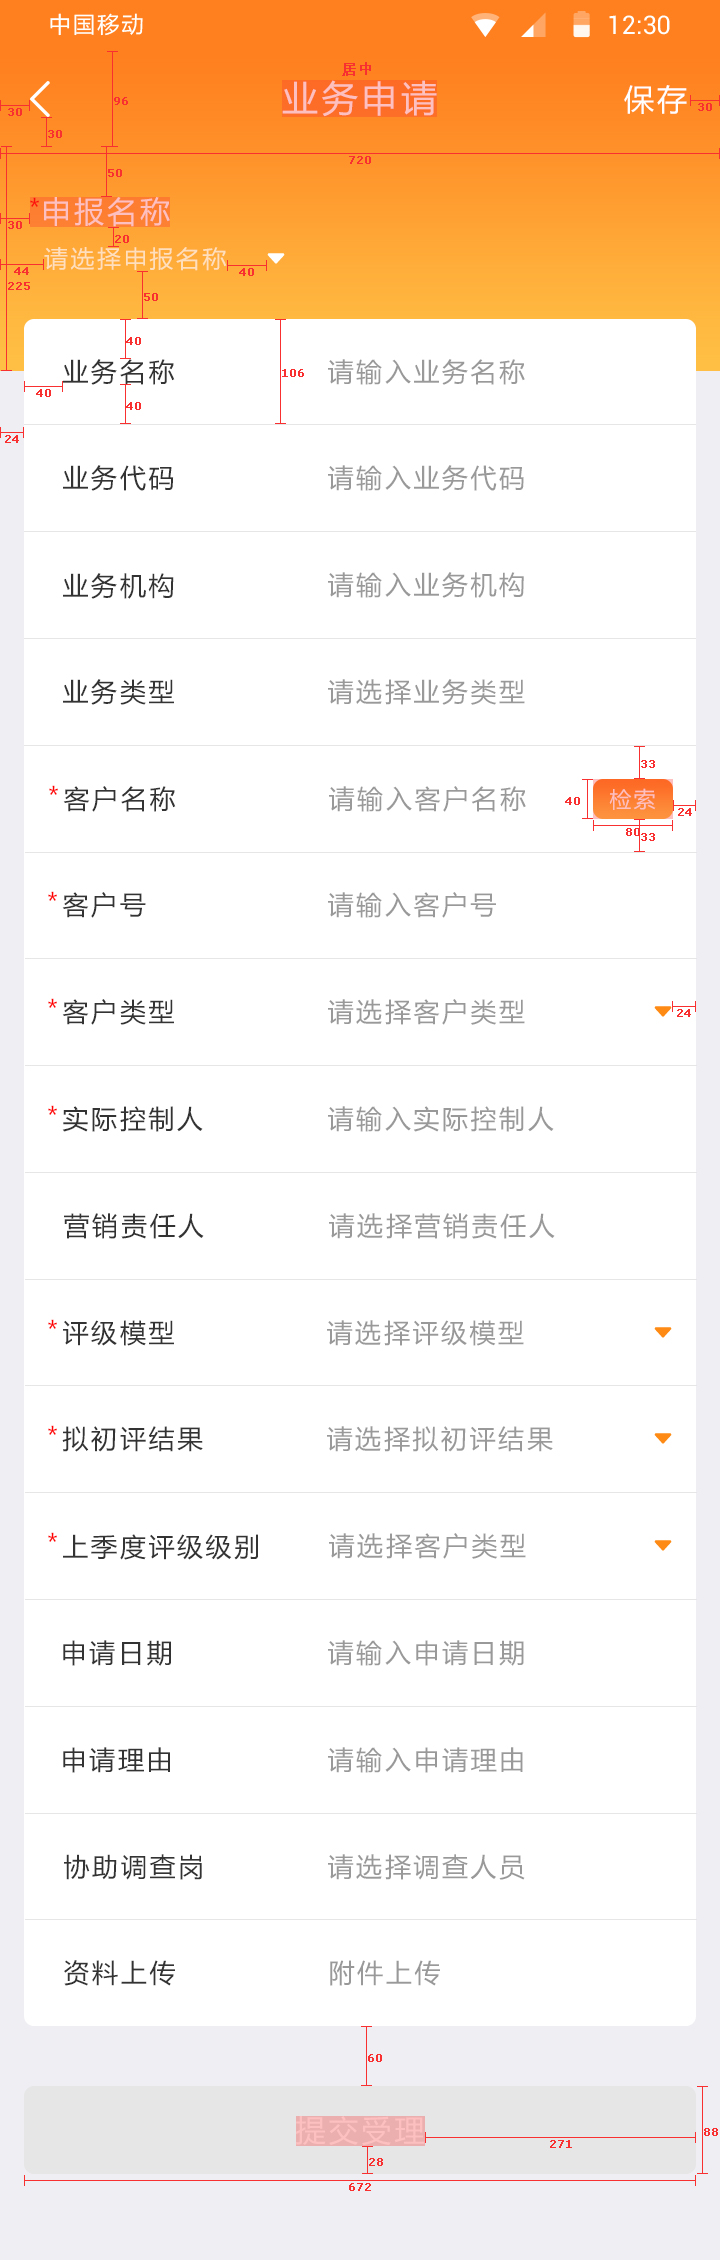 中国移动 12:30
居中
96
业务申请 保存
30 30
30
720
50
*申报名称
30
20
请选择申报名称
44 40
225
50
40
业务名称 请输入业务名称
106
40
40
24
业务代码 请输入业务代码
业务机构 请输入业务机构
业务类型 请选择业务类型
33
*客户名称 请输入客户名称 40 检索
24
80 33
*客户号 请输入客户号
*客户类型 请选择客户类型
24
*实际控制人 请输入实际控制人
营销责任人 请选择营销责任人
*评级模型 请选择评级模型
*拟初评结果 请选择拟初评结果
*上季度评级级别 请选择客户类型
申请日期 请输入申请日期
申请理由 请输入申请理由
协助调查岗 请选择调查人员
资料上传 附件上传
60
提交受理
88
271
28
672